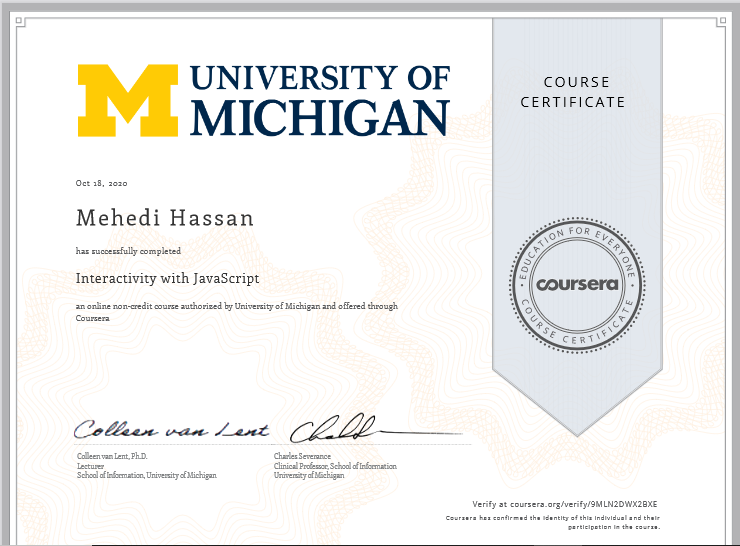 UNIVERSITY OF
MICHIGAN
COURSE
CERTIFICATE
Oct 18, 2020
Mehedi Hassan
has successfully completed
Interactivity with JavaScript
an online non-credit course authorized by University of Michigan and offered through
Coursera
EDUCATION FOR EVERYONE
coursera
COURSE CERTIFICATE
Colleen van Lent
Colleen van Lent, Ph.D.
Lecturer
School of Information, University of Michigan
Charles Severance
Clinical Professor, School of Information
University of Michigan
Verify at coursera.org/verify/9MLN2DWX2BXE
Coursera has confirmed the identity of this individual and their
participation in the course.